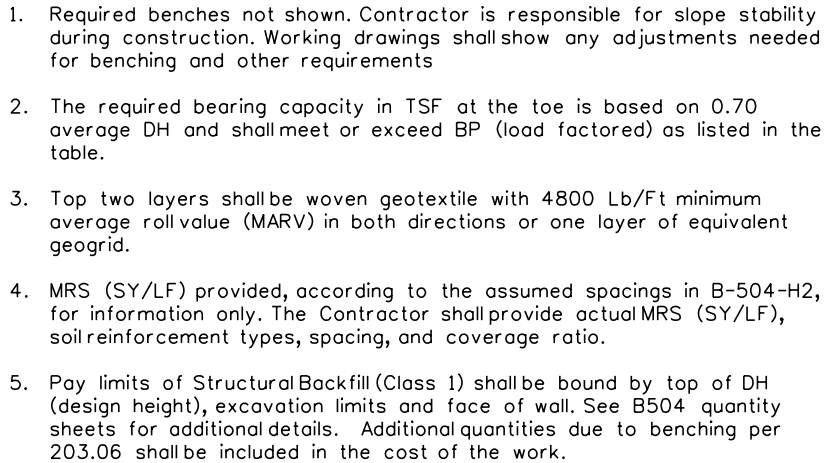 1. Required benches not shown. Contractor is responsible for slope stability
during construction. Working drawings shall show any adjustments needed
for benching and other requirements
2. The required bearing capacity in TSF at the toe is based on 0.70
average DH and shall meet or exceed BP (load factored) as listed in the
table.
3. Top two layers shall be woven geotextile with 4800 Lb/Ft minimum
average roll value (MARV) in both directions or one layer of equivalent
geogrid.
4. MRS (SY/LF) provided, according to the assumed spacings in B-504-H2,
for information only. The Contractor shall provide actual MRS (SY/LF),
soil reinforcement types, spacing, and coverage ratio.
5. Pay limits of Structural Backfill (Class 1) shall be bound by top of DH
(design height), excavation limits and face of wall. See B504 quantity
sheets for additional details. Additional quantities due to benching per
203.06 shall be included in the cost of the work.